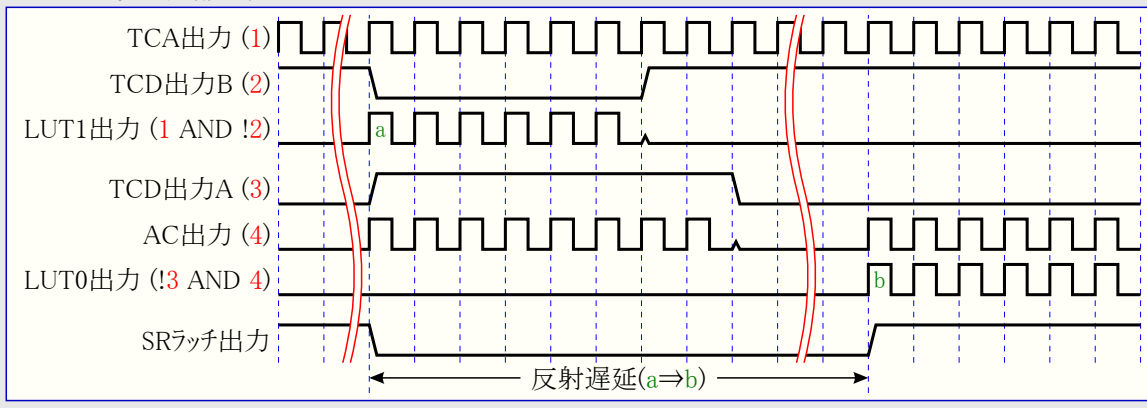 TCA出力 (1)
TCD出力B (2)
LUT1出力 (1 AND !2)
a
TCD出力A (3)
AC出力 (4)
LUT0出力 (!3 AND 4)
b
SRラッチ出力
反射遅延(a⇒b)